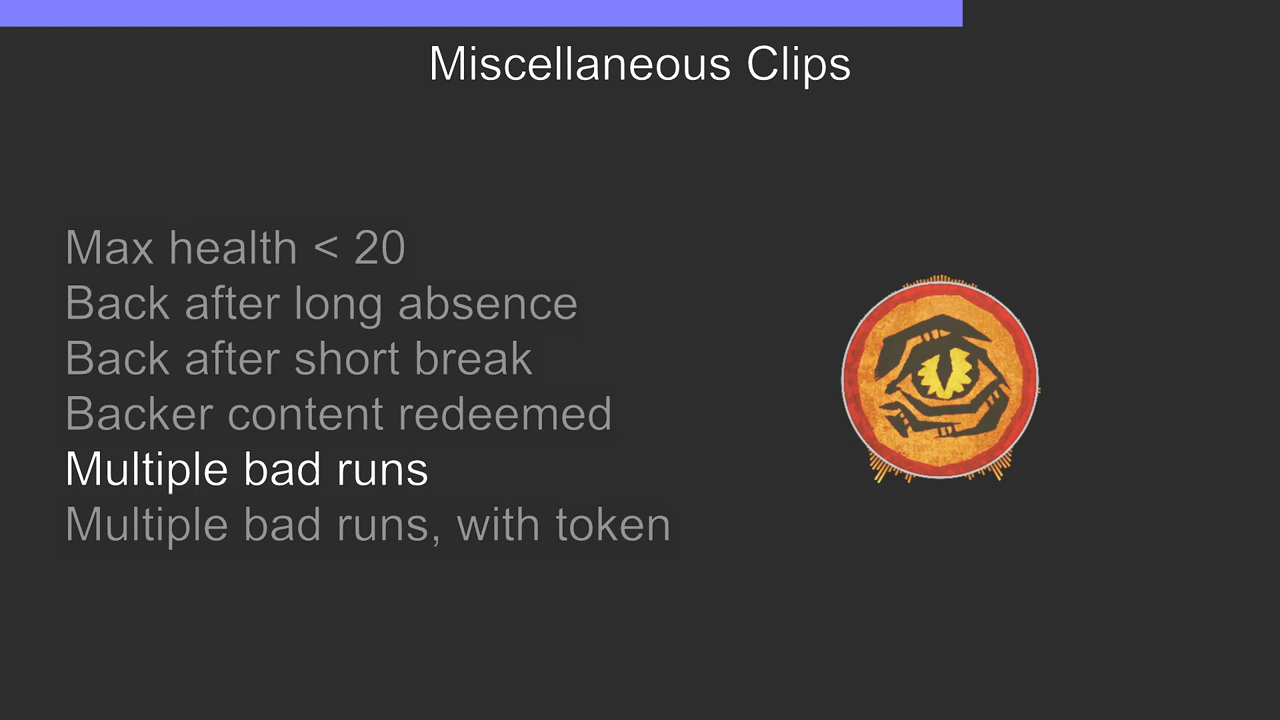 Miscellaneous Clips
Max health < 20
Back after long absence
Back after short break
Backer content redeemed
Multiple bad runs
Multiple bad runs, with token